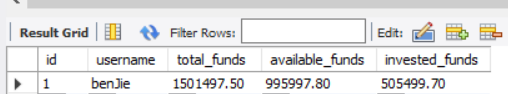 Result Grid Filter Rows: Edit:
id username total_funds available_funds invested_funds
1 benJie 1501497.50 995997.80 505499.70